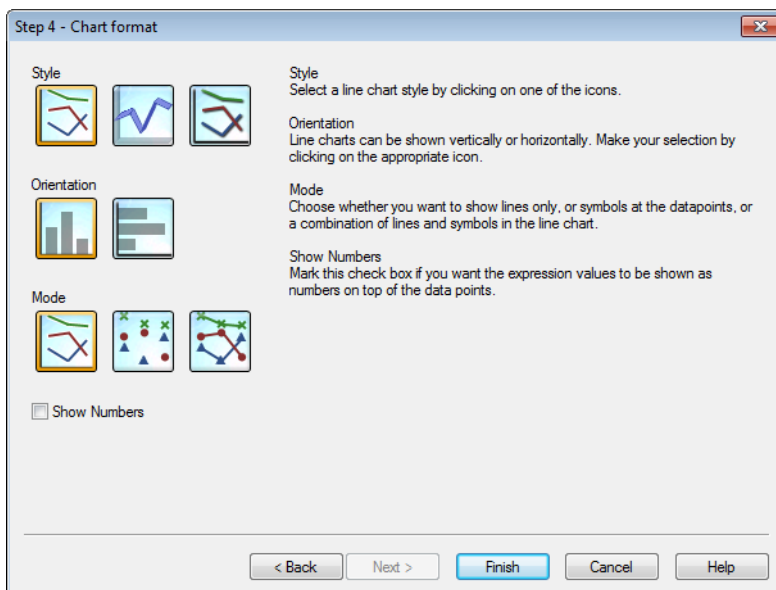 Step 4 - Chart format
Style
Orientation
Mode
Show Numbers
Style
Select a line chart style by clicking on one of the icons.
Orientation
Line charts can be shown vertically or horizontally. Make your selection by
clicking on the appropriate icon.
Mode
Choose whether you want to show lines only, or symbols at the datapoints, or
a combination of lines and symbols in the line chart.
Show Numbers
Mark this check box if you want the expression values to be shown as
numbers on top of the data points.
< Back
Next >
Finish
Cancel
Help